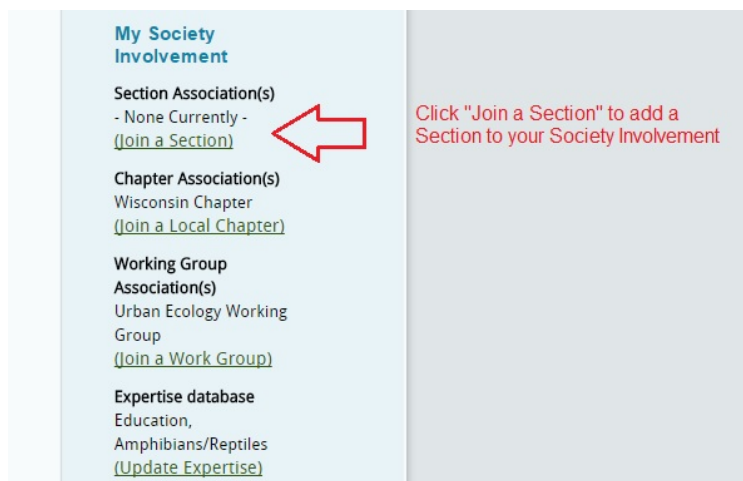 My Society
Involvement
Section Association(s)
- None Currently -
(Join a Section)
Click "Join a Section" to add a
Section to your Society Involvement
Chapter Association(s)
Wisconsin Chapter
(Join a Local Chapter)
Working Group
Association(s)
Urban Ecology Working
Group
(Join a Work Group)
Expertise database
Education,
Amphibians/Reptiles
(Update Expertise)